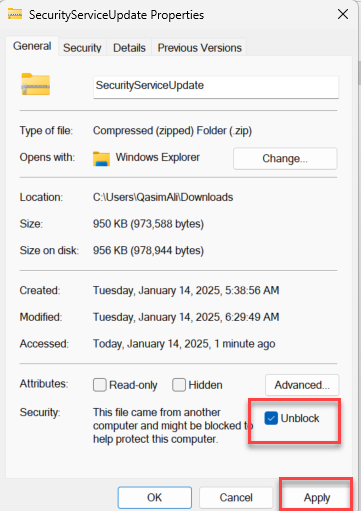 SecurityServiceUpdate Properties
General Security Details Previous Versions
SecurityServiceUpdate
Type of file: Compressed (zipped) Folder (.zip)
Opens with: Windows Explorer Change...
Location: C:\Users\QasimAli\Downloads
Size: 950 KB (973,588 bytes)
Size on disk: 956 KB (978,944 bytes)
Created: Tuesday, January 14, 2025, 5:38:56 AM
Modified: Tuesday, January 14, 2025, 6:29:49 AM
Accessed: Today, January 14, 2025, 1 minute ago
Attributes: Read-only Hidden Advanced...
Security: This file came from another Unblock
computer and might be blocked to
help protect this computer.
OK Cancel Apply